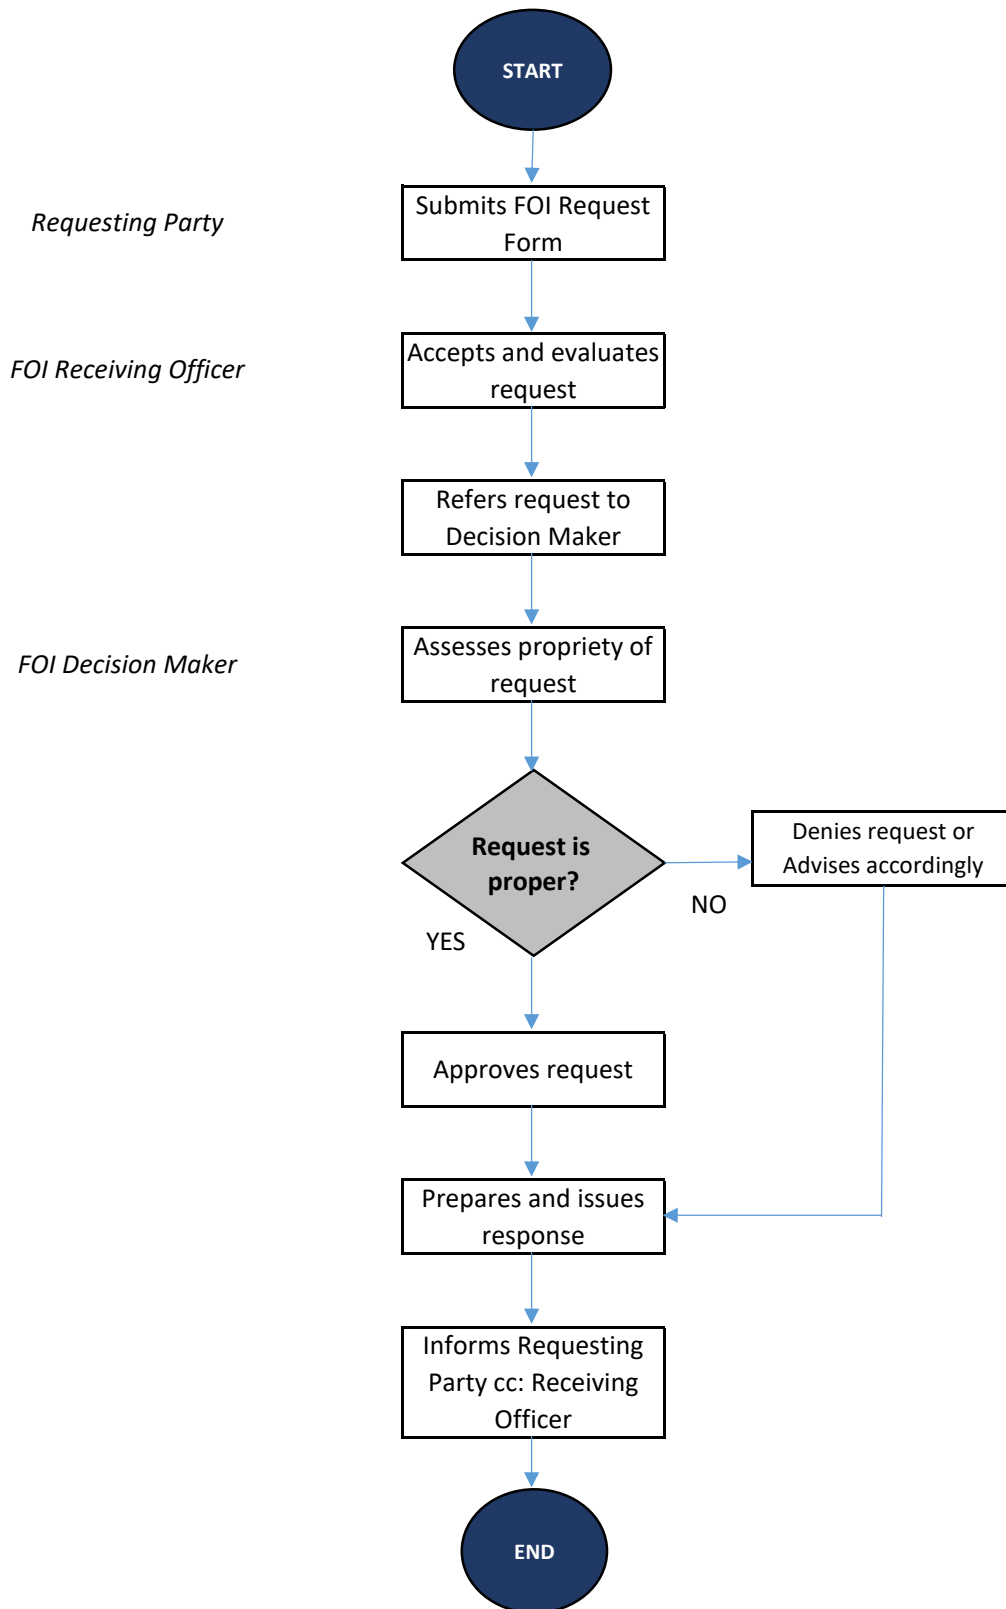 START
Requesting Party
Submits FOI Request
Form
FOI Receiving Officer
Accepts and evaluates
request
Refers request to
Decision Maker
FOI Decision Maker
Assesses propriety of
request
Request is
proper?
Denies request or
Advises accordingly
NO
YES
Approves request
Prepares and issues
response
Informs Requesting
Party cc: Receiving
Officer
END